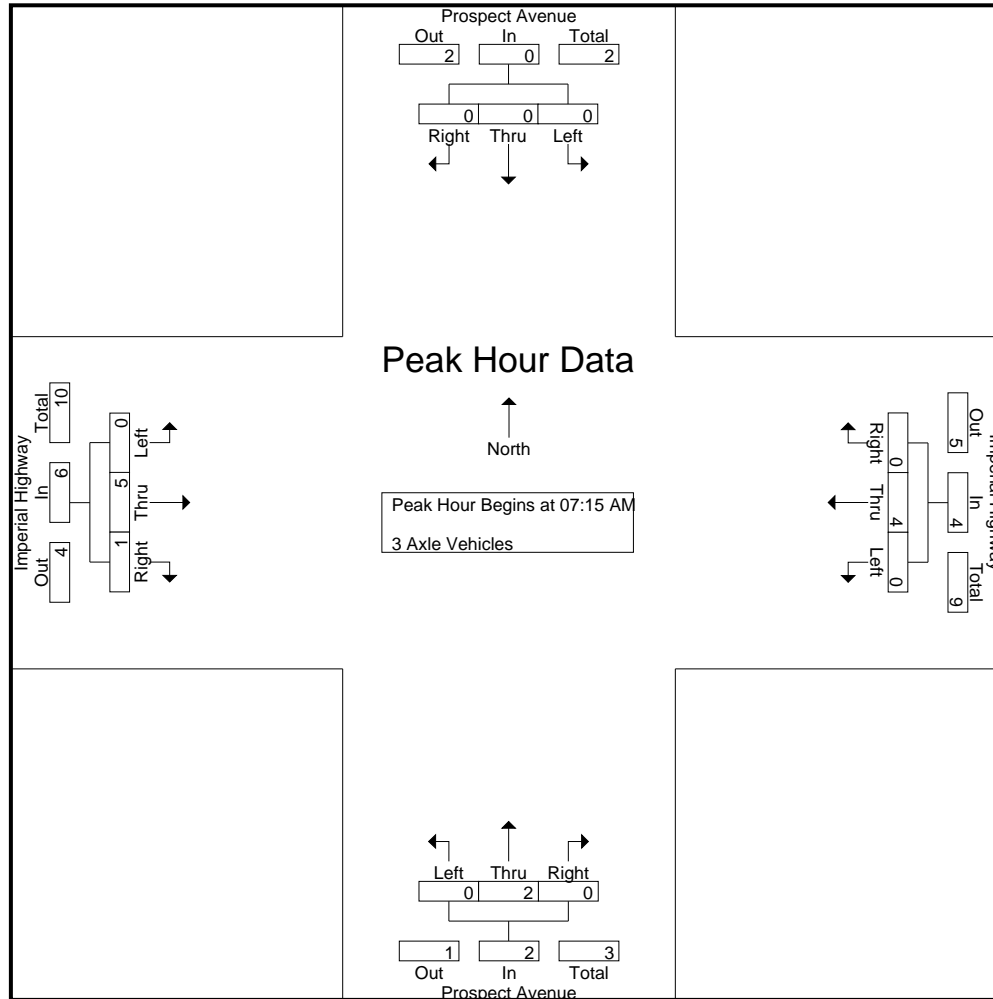 Prospect Avenue
Out In Total
2 0 2
0 0 0
Right Thru Left
Peak Hour Data
North
Peak Hour Begins at 07:15 AM
3 Axle Vehicles
Imperial Highway
Out In Total
4 6 10
Left Thru Right
0 5 1
Right Thru Left
0 4 0
Out In Total
5 4 9
Imperial Highway
Left Thru Right
0 2 0
1 2 3
Out In Total
Prospect Avenue